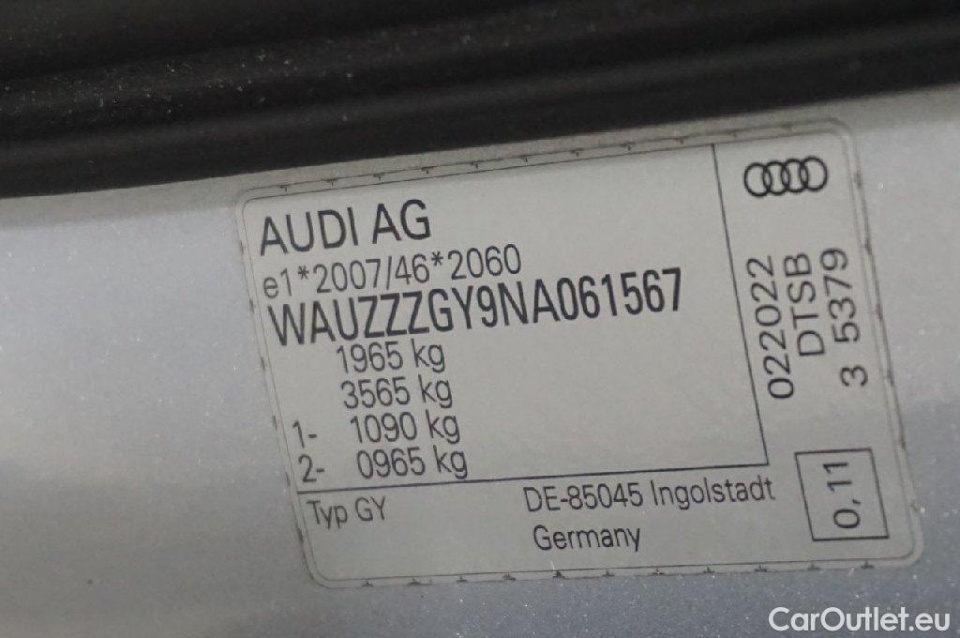 AUDI AG
e1*2007/46*2060
WAUZZZGY9NA061567
1965 kg
3565 kg
1- 1090 kg
2- 0965 kg
Typ GY
DE-85045 Ingolstadt
Germany
022022
DTSB
3 5379
0,11
CarOutlet.eu